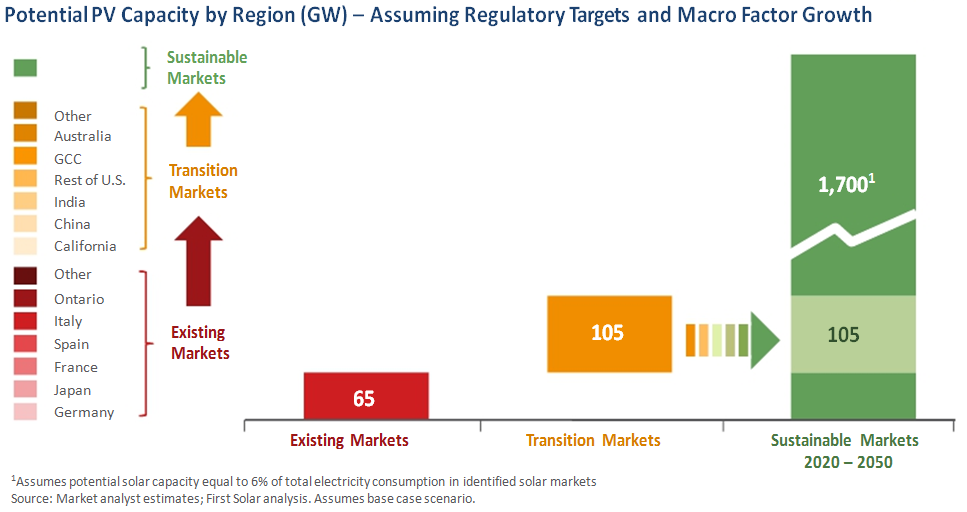 Potential PV Capacity by Region (GW) – Assuming Regulatory Targets and Macro Factor Growth
Sustainable
Markets
Other
Australia
GCC
Rest of U.S.
India
China
California
Transition
Markets
Other
Ontario
Italy
Spain
France
Japan
Germany
Existing
Markets
65
105
1,700¹
105
Existing Markets
Transition Markets
Sustainable Markets
2020 – 2050
¹Assumes potential solar capacity equal to 6% of total electricity consumption in identified solar markets
Source: Market analyst estimates; First Solar analysis. Assumes base case scenario.